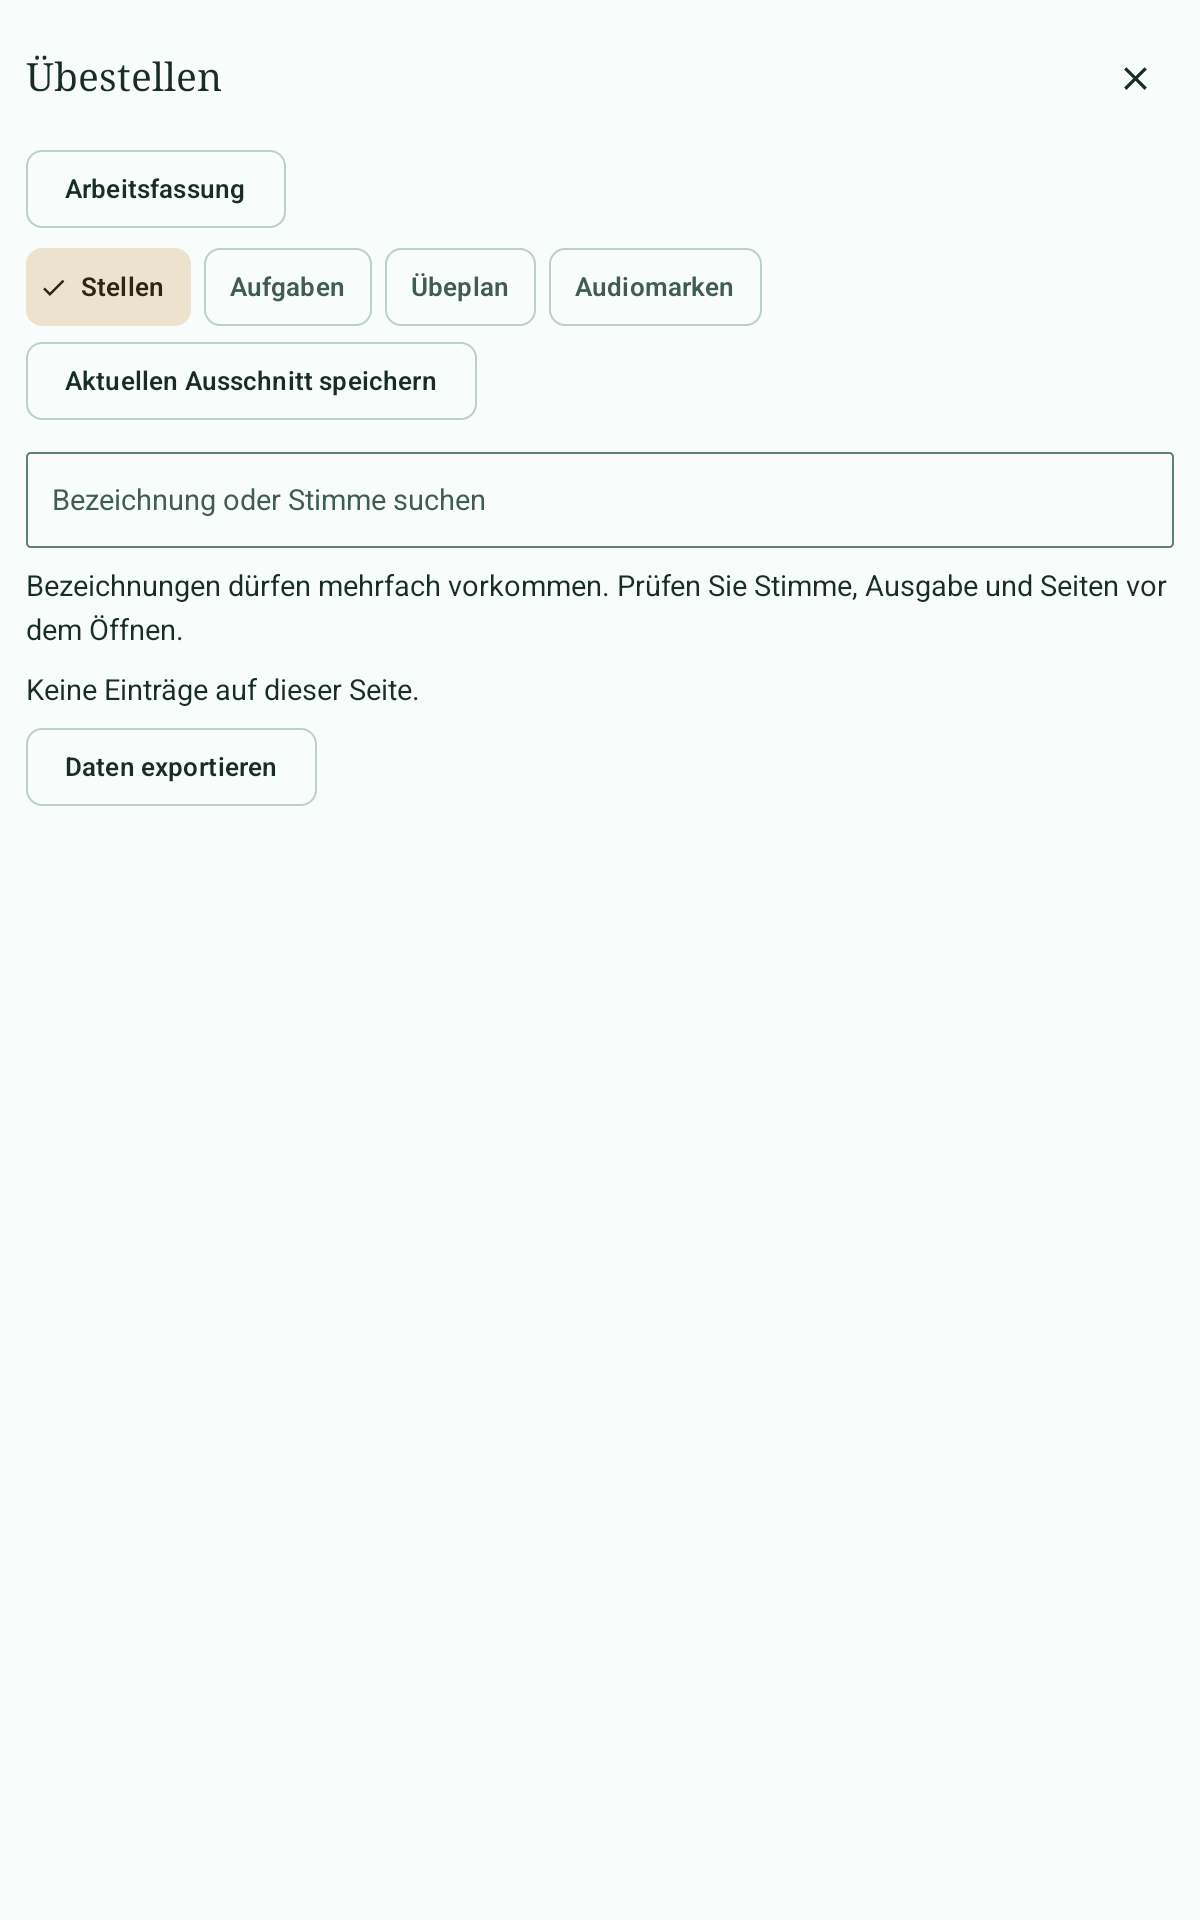 Übestellen
Arbeitsfassung
Stellen
Aufgaben
Übeplan
Audiomarken
Aktuellen Ausschnitt speichern
Bezeichnung oder Stimme suchen
Bezeichnungen dürfen mehrfach vorkommen. Prüfen Sie Stimme, Ausgabe und Seiten vor
dem Öffnen.
Keine Einträge auf dieser Seite.
Daten exportieren